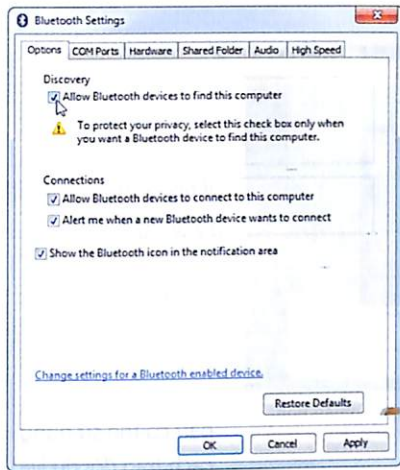 Bluetooth Settings
Options COM Ports Hardware Shared Folder Audio High Speed
Discovery
Allow Bluetooth devices to find this computer
To protect your privacy, select this check box only when
you want a Bluetooth device to find this computer.
Connections
Allow Bluetooth devices to connect to this computer
Alert me when a new Bluetooth device wants to connect
Show the Bluetooth icon in the notification area
Change settings for a Bluetooth enabled device.
Restore Defaults
OK Cancel Apply